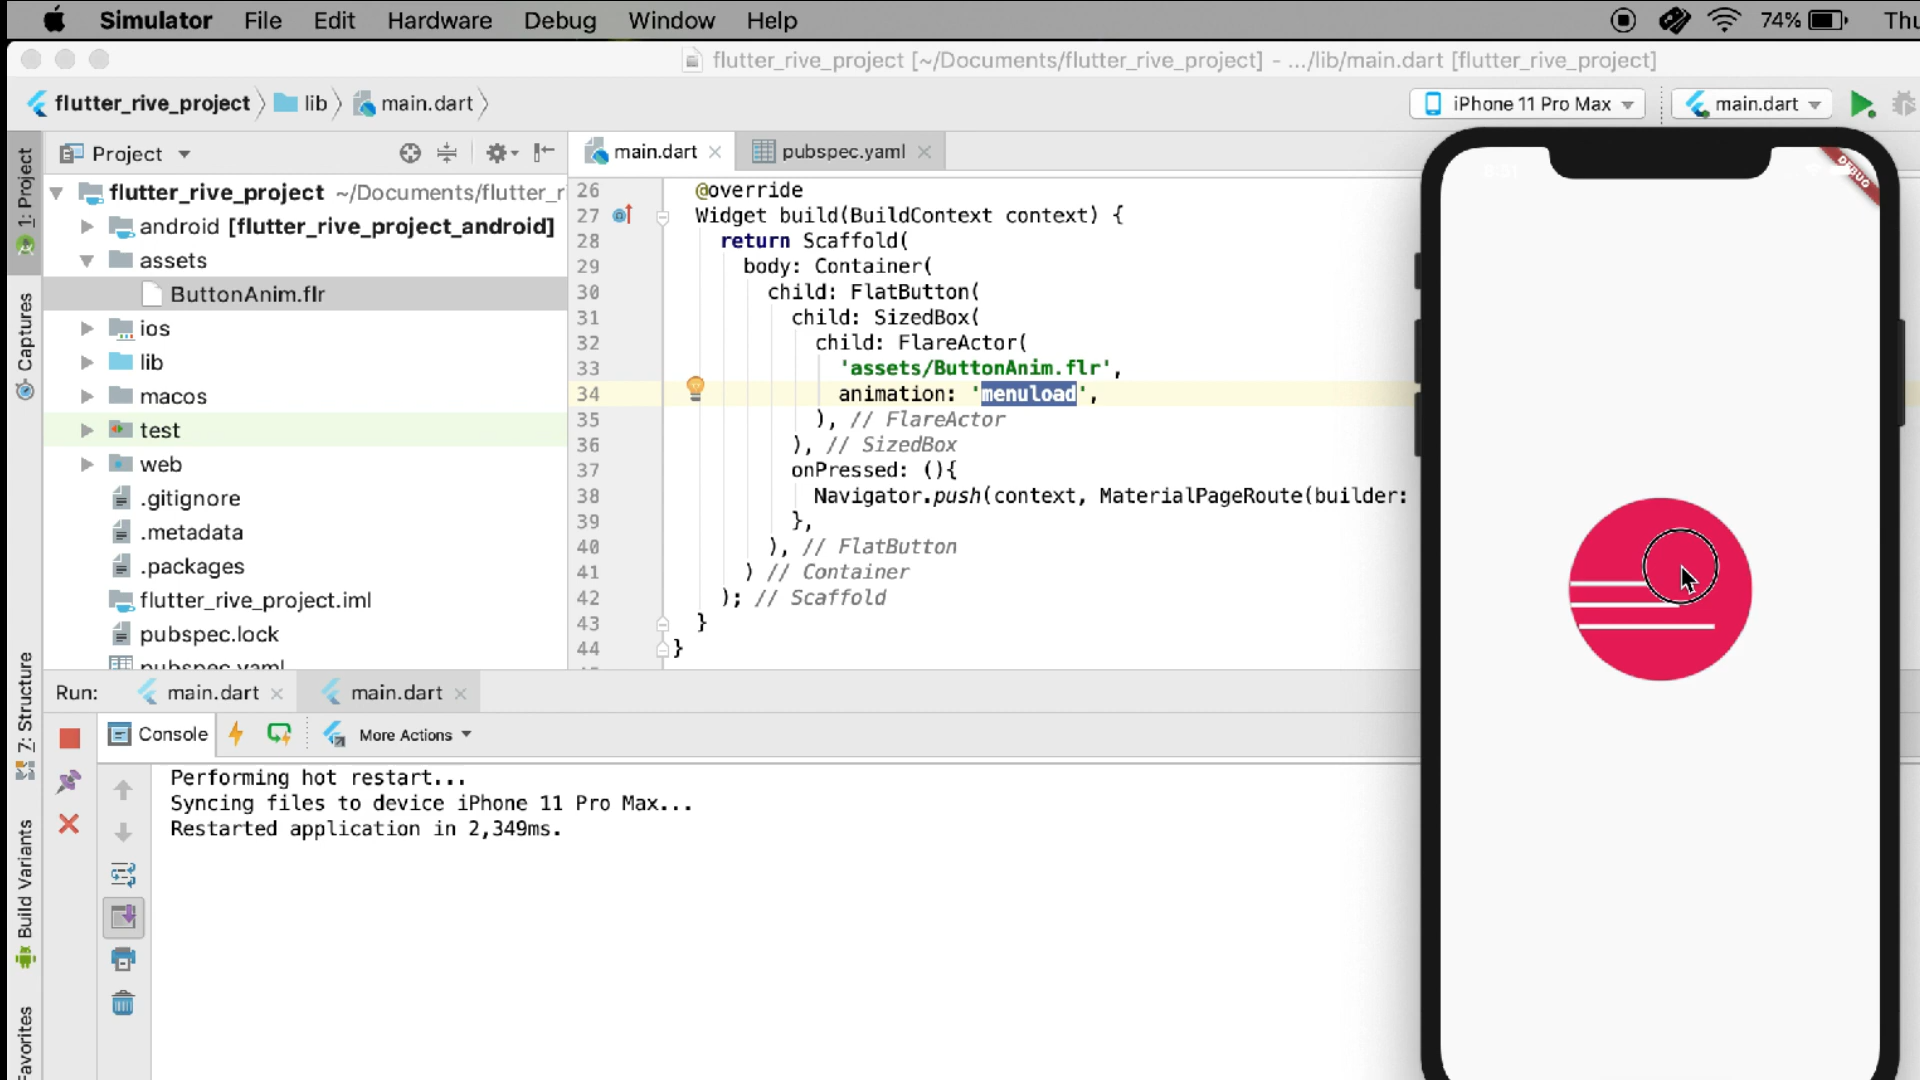 Simulator File Edit Hardware Debug Window Help 74% Thu
flutter_rive_project [~/Documents/flutter_rive_project] - .../lib/main.dart [flutter_rive_project]
flutter_rive_project lib main.dart iPhone 11 Pro Max main.dart
Project main.dart pubspec.yaml
DEBUG
1: Project
Captures
7: Structure
Build Variants
Favorites
flutter_rive_project ~/Documents/flutter_r
android [flutter_rive_project_android]
assets
ButtonAnim.flr
ios
lib
macos
test
web
.gitignore
.metadata
.packages
flutter_rive_project.iml
pubspec.lock
pubspec.yaml
26 @override
27 Widget build(BuildContext context) {
28 return Scaffold(
29 body: Container(
30 child: FlatButton(
31 child: SizedBox(
32 child: FlareActor(
33 'assets/ButtonAnim.flr',
34 animation: 'menuload',
35 ), // FlareActor
36 ), // SizedBox
37 onPressed: (){
38 Navigator.push(context, MaterialPageRoute(builder:
39 },
40 ), // FlatButton
41 ) // Container
42 ); // Scaffold
43 }
44 }
Run: main.dart main.dart
Console More Actions
Performing hot restart...
Syncing files to device iPhone 11 Pro Max...
Restarted application in 2,349ms.